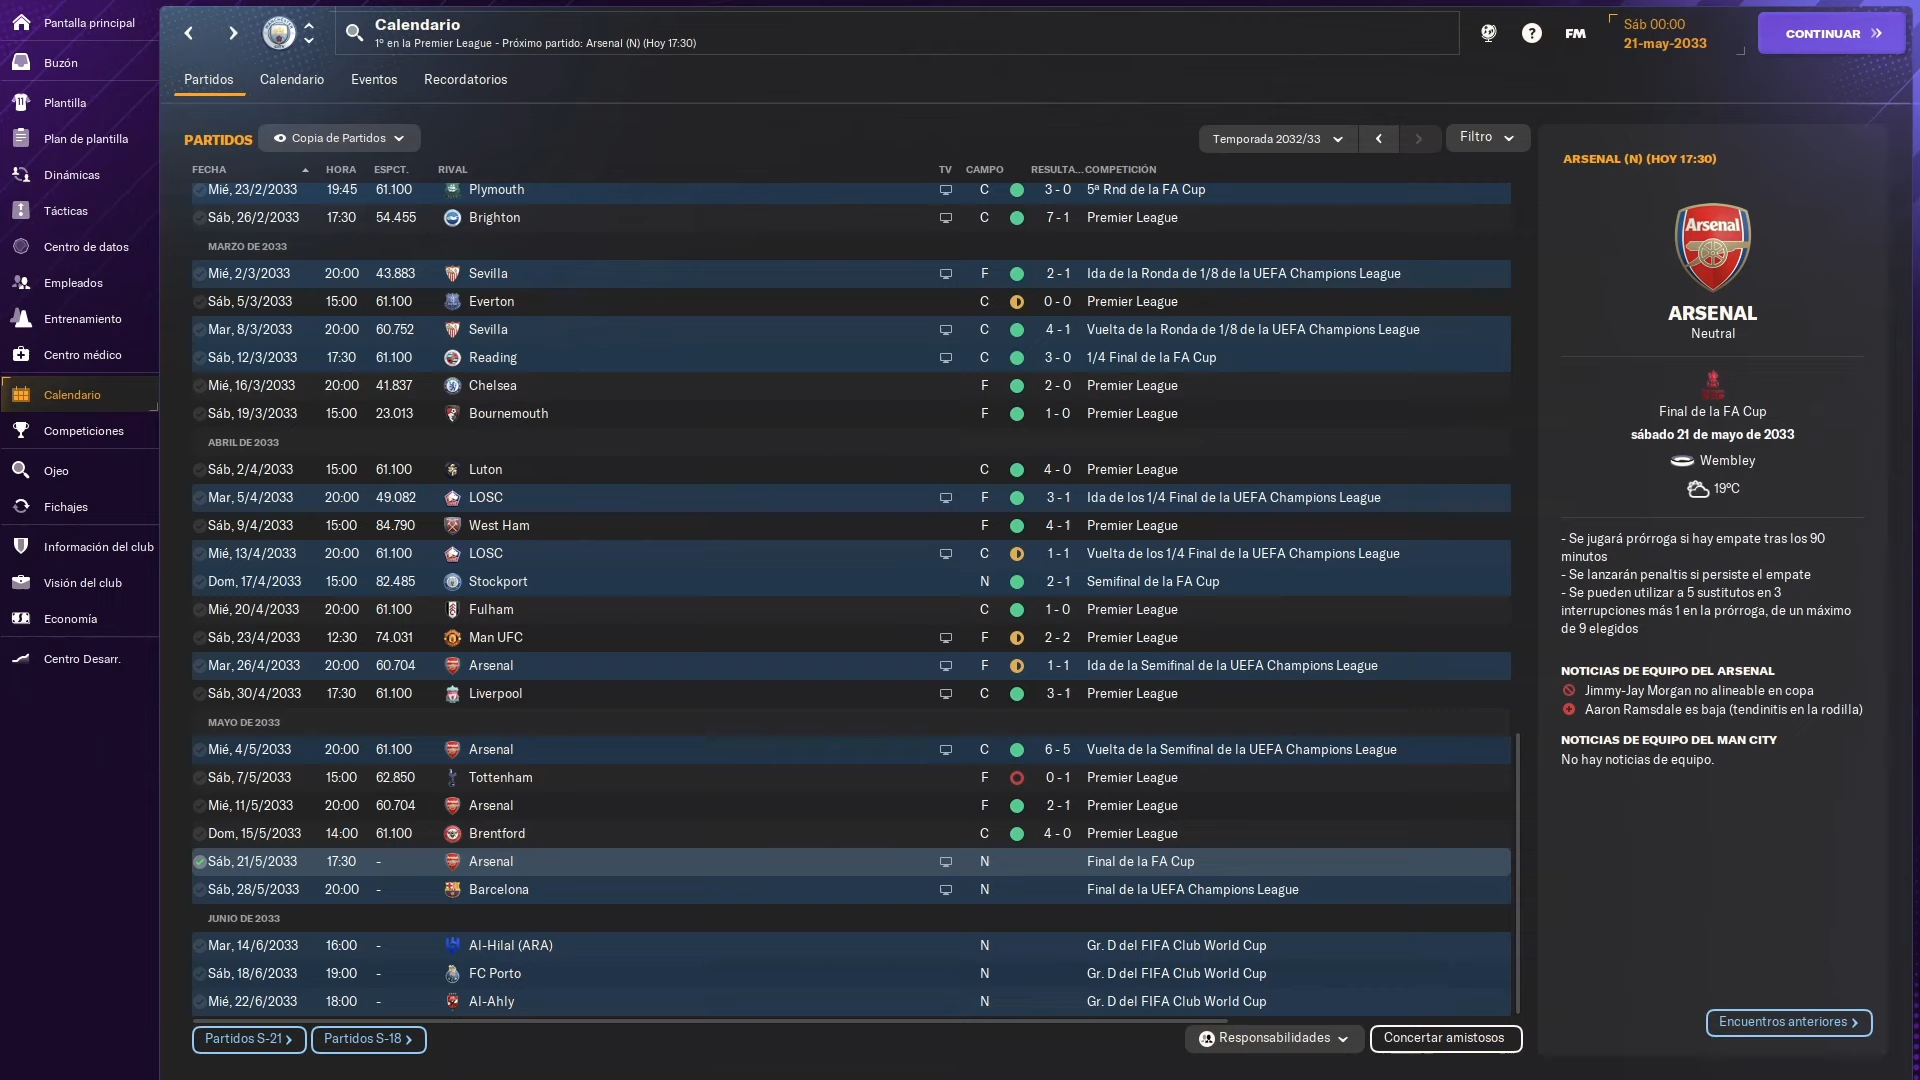 Pantalla principal
Buzón
Plantilla
Plan de plantilla
Dinámicas
Tácticas
Centro de datos
Empleados
Entrenamiento
Centro médico
Calendario
Competiciones
Ojeo
Fichajes
Información del club
Visión del club
Economía
Centro Desarr.
Calendario
1º en la Premier League - Próximo partido: Arsenal (N) (Hoy 17:30)
FM
Sáb 00:00
21-may-2033
CONTINUAR
Partidos Calendario Eventos Recordatorios
PARTIDOS Copia de Partidos Temporada 2032/33 Filtro
FECHA HORA ESPCT. RIVAL TV CAMPO RESULTA... COMPETICIÓN
Mié, 23/2/2033 19:45 61.100 Plymouth C 3 - 0 5ª Rnd de la FA Cup
Sáb, 26/2/2033 17:30 54.455 Brighton C 7 - 1 Premier League
MARZO DE 2033
Mié, 2/3/2033 20:00 43.883 Sevilla F 2 - 1 Ida de la Ronda de 1/8 de la UEFA Champions League
Sáb, 5/3/2033 15:00 61.100 Everton C 0 - 0 Premier League
Mar, 8/3/2033 20:00 60.752 Sevilla C 4 - 1 Vuelta de la Ronda de 1/8 de la UEFA Champions League
Sáb, 12/3/2033 17:30 61.100 Reading C 3 - 0 1/4 Final de la FA Cup
Mié, 16/3/2033 20:00 41.837 Chelsea F 2 - 0 Premier League
Sáb, 19/3/2033 15:00 23.013 Bournemouth F 1 - 0 Premier League
ABRIL DE 2033
Sáb, 2/4/2033 15:00 61.100 Luton C 4 - 0 Premier League
Mar, 5/4/2033 20:00 49.082 LOSC F 3 - 1 Ida de los 1/4 Final de la UEFA Champions League
Sáb, 9/4/2033 15:00 84.790 West Ham F 4 - 1 Premier League
Mié, 13/4/2033 20:00 61.100 LOSC C 1 - 1 Vuelta de los 1/4 Final de la UEFA Champions League
Dom, 17/4/2033 15:00 82.485 Stockport N 2 - 1 Semifinal de la FA Cup
Mié, 20/4/2033 20:00 61.100 Fulham C 1 - 0 Premier League
Sáb, 23/4/2033 12:30 74.031 Man UFC F 2 - 2 Premier League
Mar, 26/4/2033 20:00 60.704 Arsenal F 1 - 1 Ida de la Semifinal de la UEFA Champions League
Sáb, 30/4/2033 17:30 61.100 Liverpool C 3 - 1 Premier League
MAYO DE 2033
Mié, 4/5/2033 20:00 61.100 Arsenal C 6 - 5 Vuelta de la Semifinal de la UEFA Champions League
Sáb, 7/5/2033 15:00 62.850 Tottenham F 0 - 1 Premier League
Mié, 11/5/2033 20:00 60.704 Arsenal F 2 - 1 Premier League
Dom, 15/5/2033 14:00 61.100 Brentford C 4 - 0 Premier League
Sáb, 21/5/2033 17:30 - Arsenal N Final de la FA Cup
Sáb, 28/5/2033 20:00 - Barcelona N Final de la UEFA Champions League
JUNIO DE 2033
Mar, 14/6/2033 16:00 - Al-Hilal (ARA) N Gr. D del FIFA Club World Cup
Sáb, 18/6/2033 19:00 - FC Porto N Gr. D del FIFA Club World Cup
Mié, 22/6/2033 18:00 - Al-Ahly N Gr. D del FIFA Club World Cup
Partidos S-21 Partidos S-18 Responsabilidades Concertar amistosos
ARSENAL (N) (HOY 17:30)
Arsenal
ARSENAL
Neutral
Final de la FA Cup
sábado 21 de mayo de 2033
Wembley
19ºC
- Se jugará prórroga si hay empate tras los 90
minutos
- Se lanzarán penaltis si persiste el empate
- Se pueden utilizar a 5 sustitutos en 3
interrupciones más 1 en la prórroga, de un máximo
de 9 elegidos
NOTICIAS DE EQUIPO DEL ARSENAL
Jimmy-Jay Morgan no alineable en copa
Aaron Ramsdale es baja (tendinitis en la rodilla)
NOTICIAS DE EQUIPO DEL MAN CITY
No hay noticias de equipo.
Encuentros anteriores